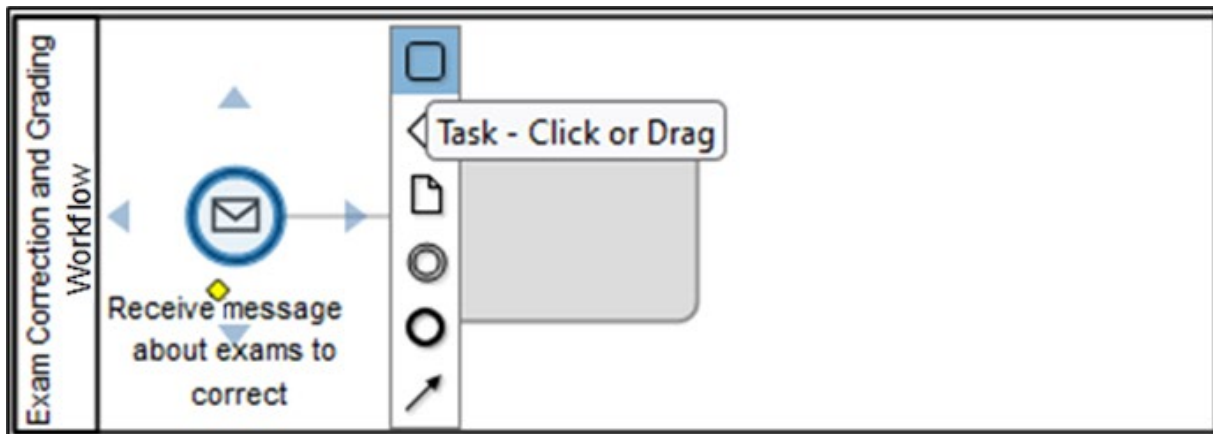 Exam Correction and Grading
Workflow
Task - Click or Drag
Receive message
about exams to
correct